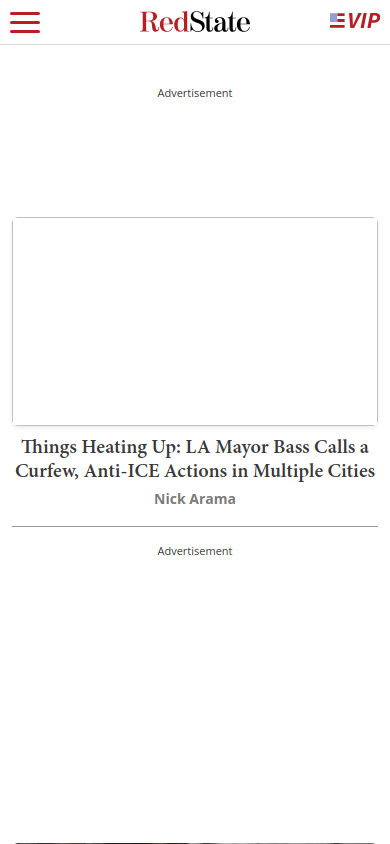 RedState
VIP
Advertisement
Things Heating Up: LA Mayor Bass Calls a
Curfew, Anti-ICE Actions in Multiple Cities
Nick Arama
Advertisement